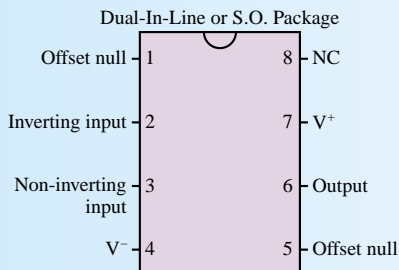 Dual-In-Line or S.O. Package
Offset null 1 8 NC
Inverting input 2 7 V⁺
Non-inverting input 3 6 Output
V⁻ 4 5 Offset null